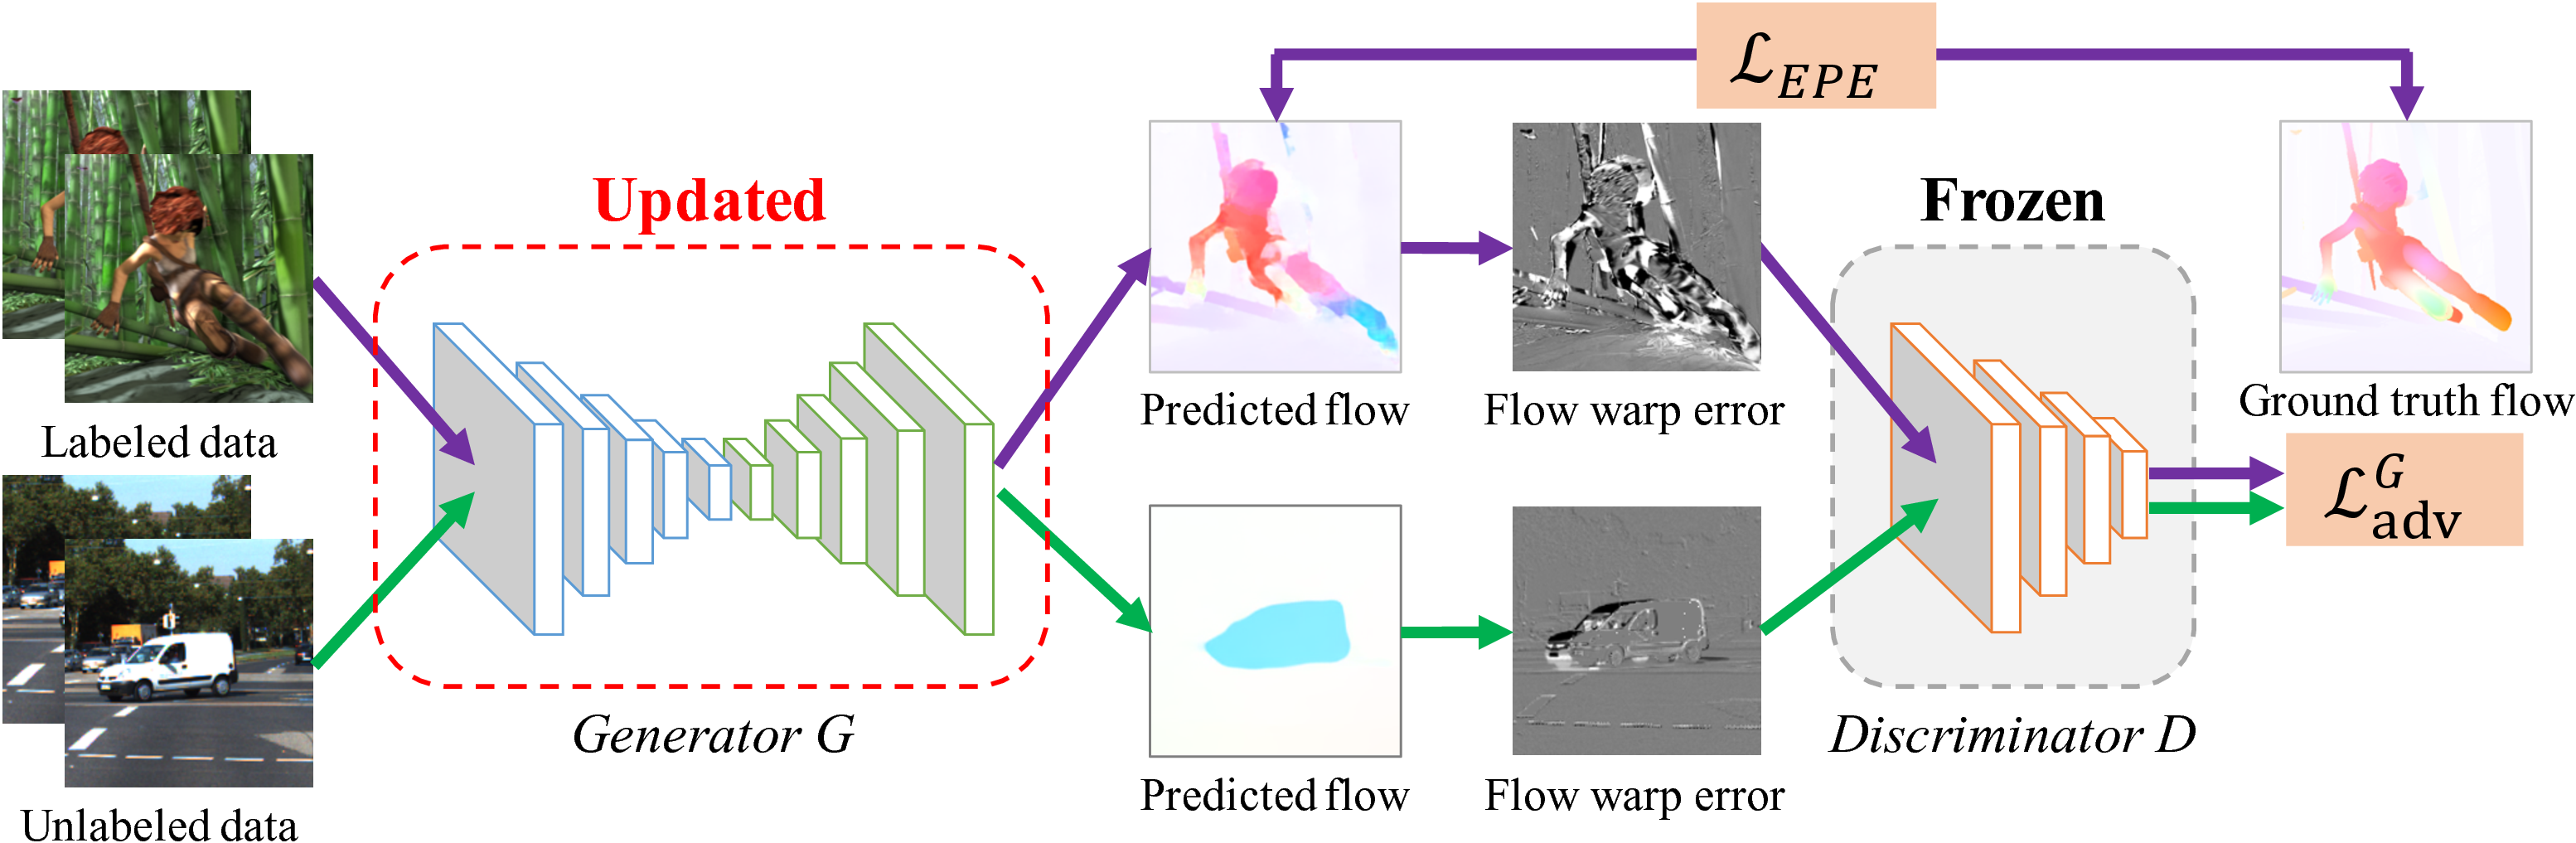 ℒ_EPE
Updated
Frozen
Labeled data
Predicted flow
Flow warp error
Ground truth flow
ℒ_adv^G
Generator G
Discriminator D
Unlabeled data
Predicted flow
Flow warp error